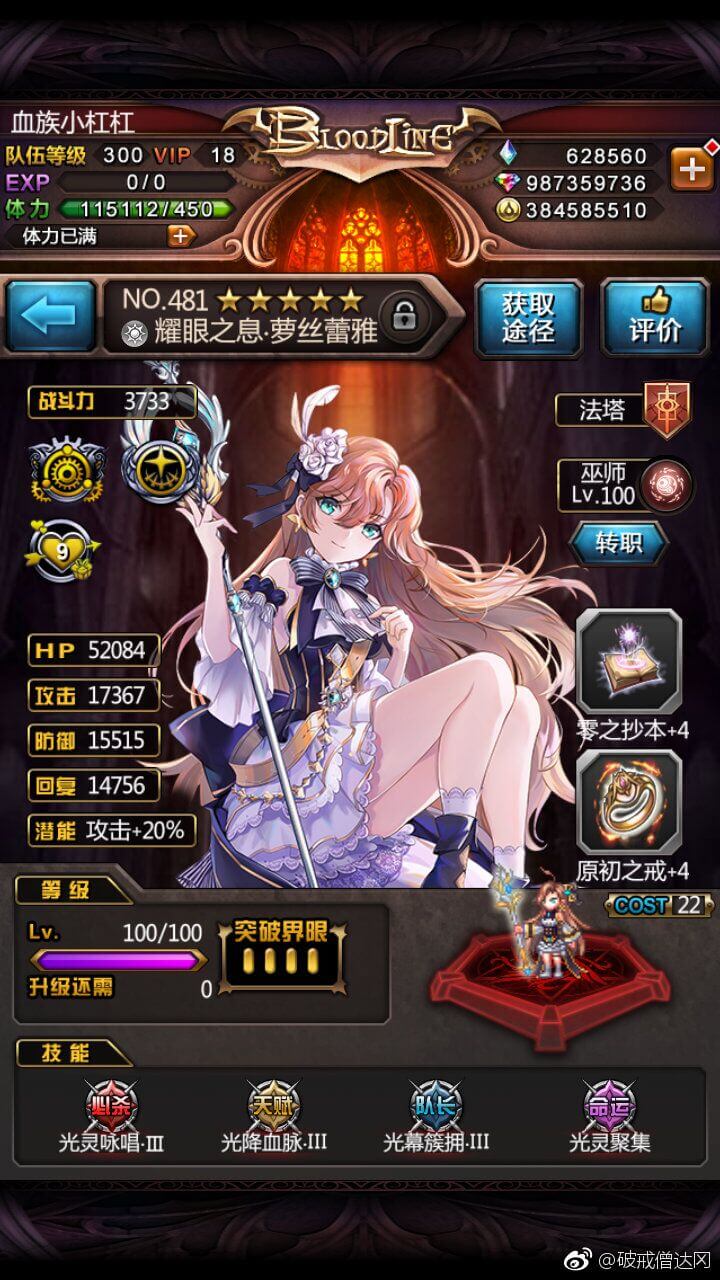 血族小杠杠
BLOODLINE
队伍等级 300 VIP 18
628560
EXP 0/0
987359736
体力 115112/450
384585510
体力已满
NO.481
耀眼之息·萝丝蕾雅
获取
途径
评价
战斗力 3733
法塔
巫师
Lv.100
转职
9
HP 52084
攻击 17367
防御 15515
回复 14756
潜能 攻击+20%
零之抄本+4
原初之戒+4
COST 22
等级
Lv. 100/100
突破界限
升级还需 0
技能
必杀
天赋
队长
命运
光灵咏唱·III
光降血脉·III
光幕簇拥·III
光灵聚集
@破戒僧达冈